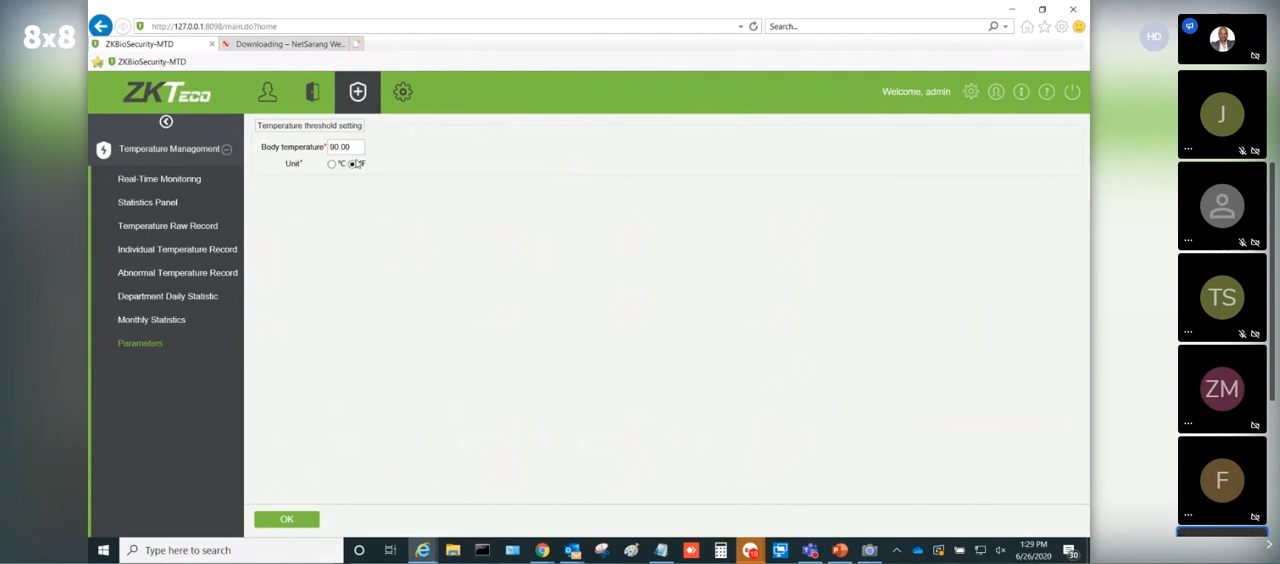 8x8
http://127.0.0.1:8098/main.do?home
Search...
ZKBioSecurity-MTD
Downloading – NetSarang We...
ZKBioSecurity-MTD
ZKTeco
Welcome, admin
Temperature Management
Real-Time Monitoring
Statistics Panel
Temperature Raw Record
Individual Temperature Record
Abnormal Temperature Record
Department Daily Statistic
Monthly Statistics
Parameters
Temperature threshold setting
Body temperature* 90.00
Unit* °C °F
OK
HD
J
TS
ZM
F
Type here to search
18
1:29 PM
6/26/2020
30